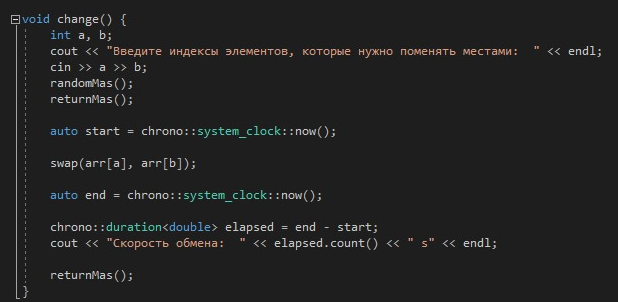 void change() {
int a, b;
cout << "Введите индексы элементов, которые нужно поменять местами:  " << endl;
cin >> a >> b;
randomMas();
returnMas();
auto start = chrono::system_clock::now();
swap(arr[a], arr[b]);
auto end = chrono::system_clock::now();
chrono::duration<double> elapsed = end - start;
cout << "Скорость обмена:  " << elapsed.count() << " s" << endl;
returnMas();
}